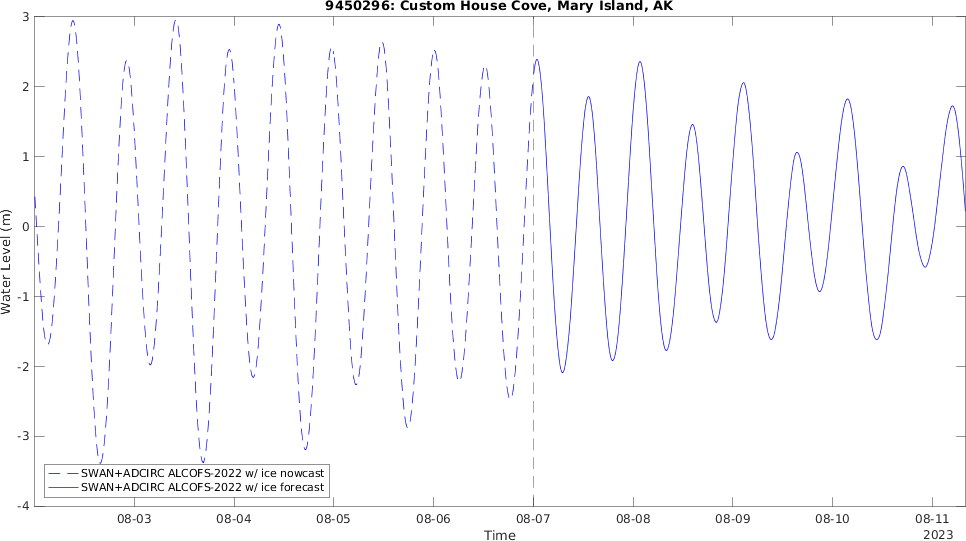 9450296: Custom House Cove, Mary Island, AK
3
2
1
0
-1
-2
-3
-4
Water Level (m)
SWAN+ADCIRC ALCOFS-2022 w/ ice nowcast
SWAN+ADCIRC ALCOFS-2022 w/ ice forecast
08-03 08-04 08-05 08-06 08-07 08-08 08-09 08-10 08-11
Time
2023